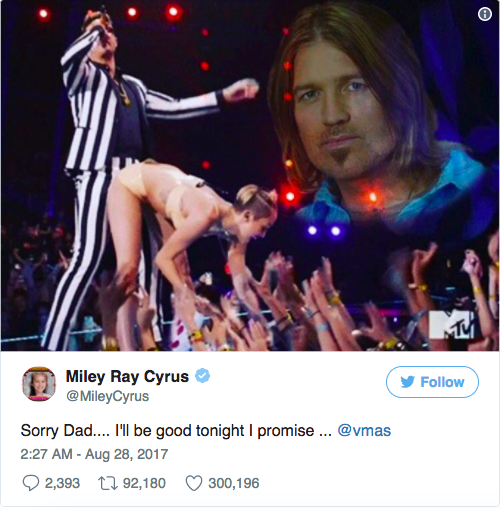 MTV
Miley Ray Cyrus
Follow
@MileyCyrus
Sorry Dad.... I'll be good tonight I promise ... @vmas
2:27 AM - Aug 28, 2017
2,393 92,180 300,196